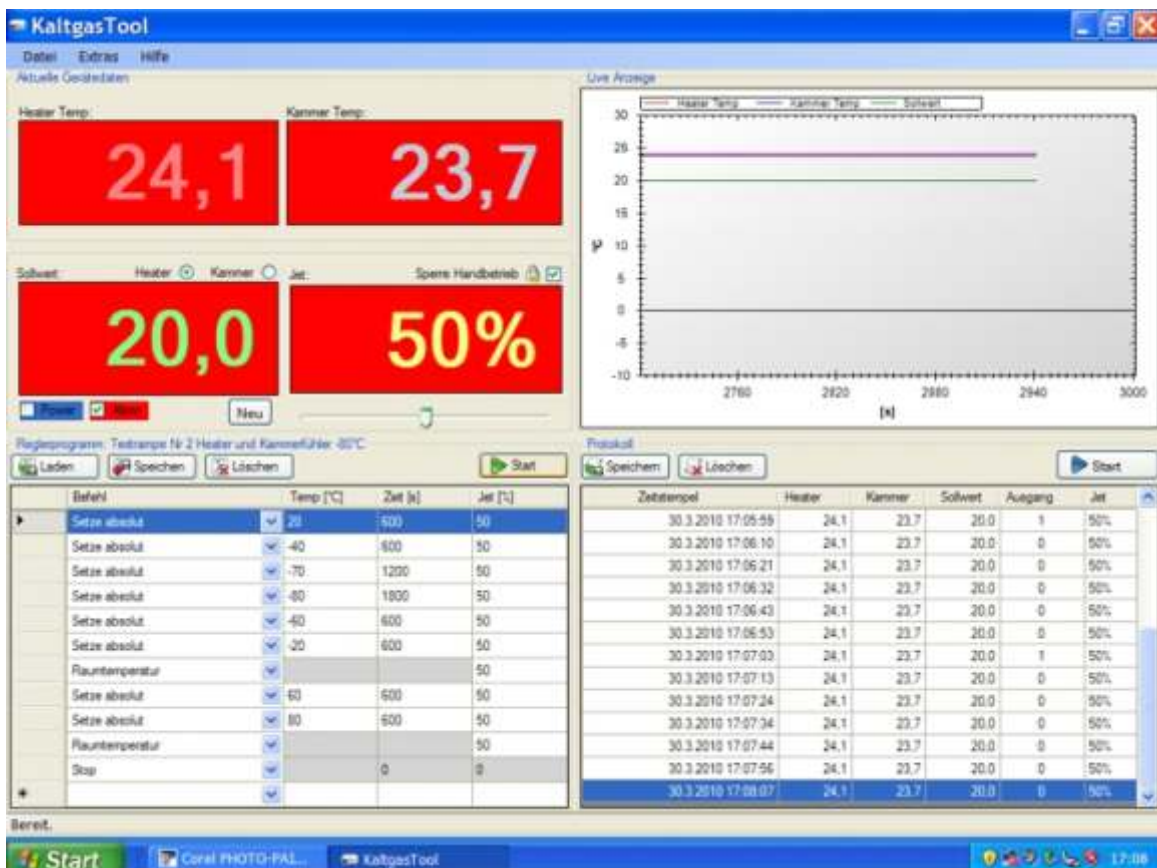 KaltgasTool
Datei Extras Hilfe
Aktuelle Gerätedaten
Heater Temp: Kammer Temp:
24,1 23,7
Sollwert: Heater Kammer Jet: Sperre Handbetrieb
20,0 50%
Power Neu
Live Anzeige
Heater Temp Kammer Temp Sollwert
30
25
20
15
10
5
0
-5
-10
°C
2760 2820 2880 2940 3000
[s]
Reglerprogramm: Testrampe Nr 2 Heater und Kammerfühler -80°C
Laden Speichern Löschen Start
Befehl Temp [°C] Zeit [s] Jet [%]
Setze absolut 20 600 50
Setze absolut -40 600 50
Setze absolut -70 1200 50
Setze absolut -80 1800 50
Setze absolut -60 600 50
Setze absolut -20 600 50
Raumtemperatur 50
Setze absolut 60 600 50
Setze absolut 80 600 50
Raumtemperatur 50
Stop 0 0
Protokoll
Speichern Löschen Start
Zeitstempel Heater Kammer Sollwert Ausgang Jet
30.3.2010 17:05:59 24,1 23,7 20,0 1 50%
30.3.2010 17:06:10 24,1 23,7 20,0 0 50%
30.3.2010 17:06:21 24,1 23,7 20,0 0 50%
30.3.2010 17:06:32 24,1 23,7 20,0 0 50%
30.3.2010 17:06:43 24,1 23,7 20,0 0 50%
30.3.2010 17:06:53 24,1 23,7 20,0 0 50%
30.3.2010 17:07:03 24,1 23,7 20,0 1 50%
30.3.2010 17:07:13 24,1 23,7 20,0 0 50%
30.3.2010 17:07:24 24,1 23,7 20,0 0 50%
30.3.2010 17:07:34 24,1 23,7 20,0 0 50%
30.3.2010 17:07:44 24,1 23,7 20,0 0 50%
30.3.2010 17:07:56 24,1 23,7 20,0 0 50%
30.3.2010 17:08:07 24,1 23,7 20,0 0 50%
Bereit.
Start Corel PHOTO-PAI... KaltgasTool 17:08